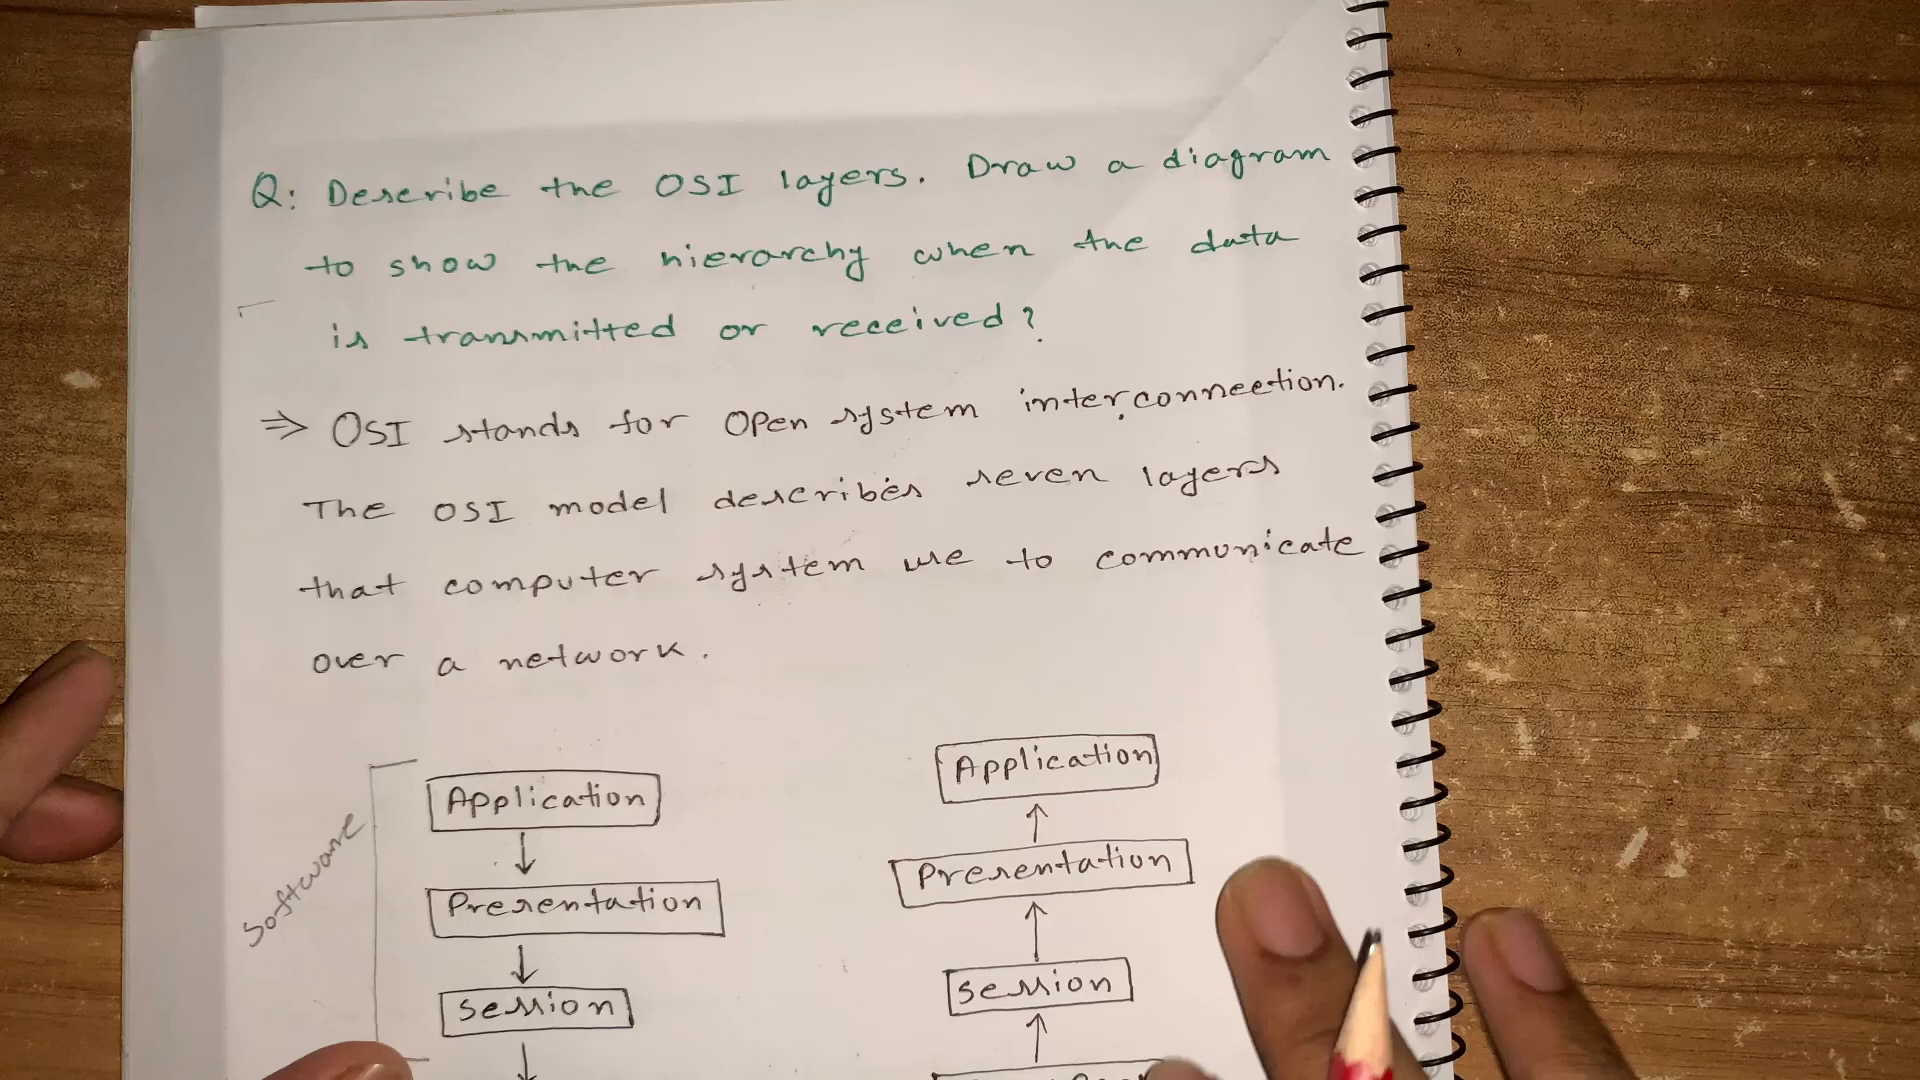 Q: Describe the OSI layers. Draw a diagram
to show the hierarchy when the data
is transmitted or received?
⇒ OSI stands for Open system interconnection.
The OSI model describes seven layers
that computer system use to communicate
over a network.
Software
Application
Presentation
Session
Application
Presentation
Session